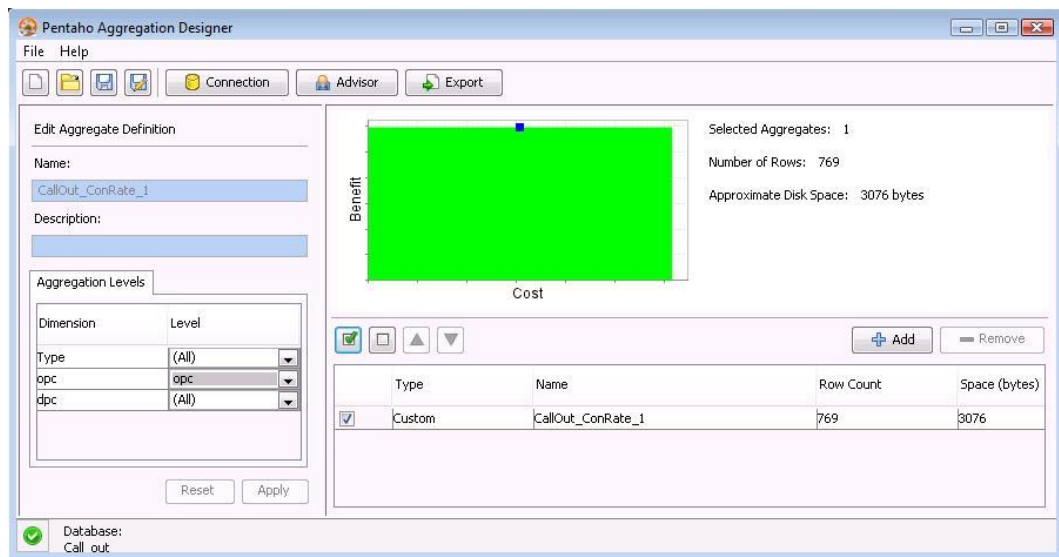 Pentaho Aggregation Designer
File Help
Connection Advisor Export
Edit Aggregate Definition
Name:
CallOut_ConRate_1
Description:
Aggregation Levels
Dimension Level
Type (All)
opc opc
dpc (All)
Reset Apply
Benefit
Cost
Selected Aggregates: 1
Number of Rows: 769
Approximate Disk Space: 3076 bytes
Add Remove
Type Name Row Count Space (bytes)
Custom CallOut_ConRate_1 769 3076
Database:
Call out